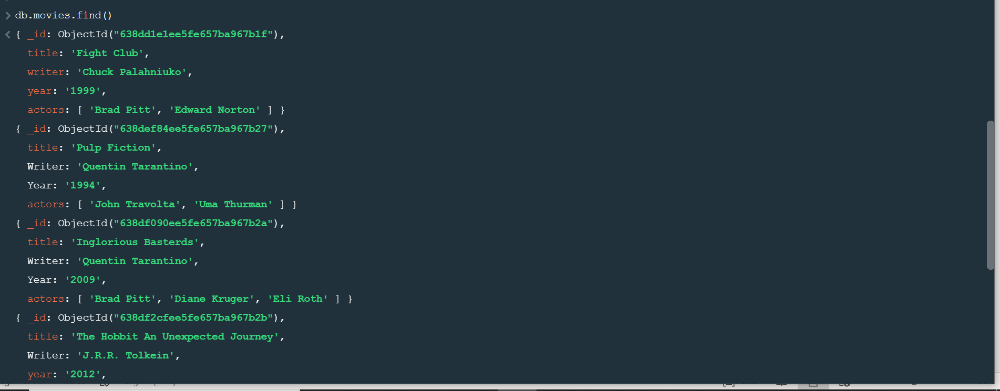 db.movies.find()
{ _id: ObjectId("638dd1e1ee5fe657ba967b1f"),
title: 'Fight Club',
writer: 'Chuck Palahniuko',
year: '1999',
actors: [ 'Brad Pitt', 'Edward Norton' ] }
{ _id: ObjectId("638def84ee5fe657ba967b27"),
title: 'Pulp Fiction',
Writer: 'Quentin Tarantino',
Year: '1994',
actors: [ 'John Travolta', 'Uma Thurman' ] }
{ _id: ObjectId("638df090ee5fe657ba967b2a"),
title: 'Inglorious Basterds',
Writer: 'Quentin Tarantino',
Year: '2009',
actors: [ 'Brad Pitt', 'Diane Kruger', 'Eli Roth' ] }
{ _id: ObjectId("638df2cfee5fe657ba967b2b"),
title: 'The Hobbit An Unexpected Journey',
Writer: 'J.R.R. Tolkein',
year: '2012',